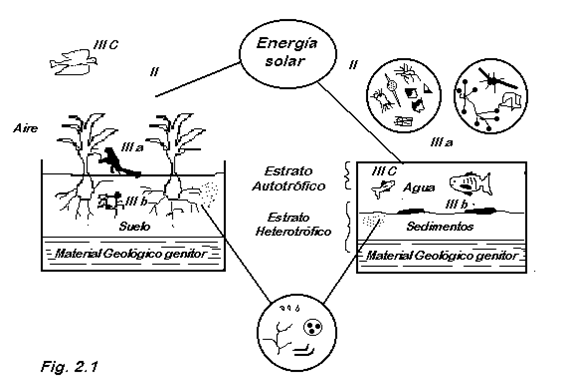 III C
Energía
solar
II
II
Aire
III a
III a
Estrato
Autotrófico
III C
Agua
III b
III b
Estrato
Heterotrófico
Suelo
Sedimentos
Material Geológico genitor
Material Geológico genitor
Fig. 2.1